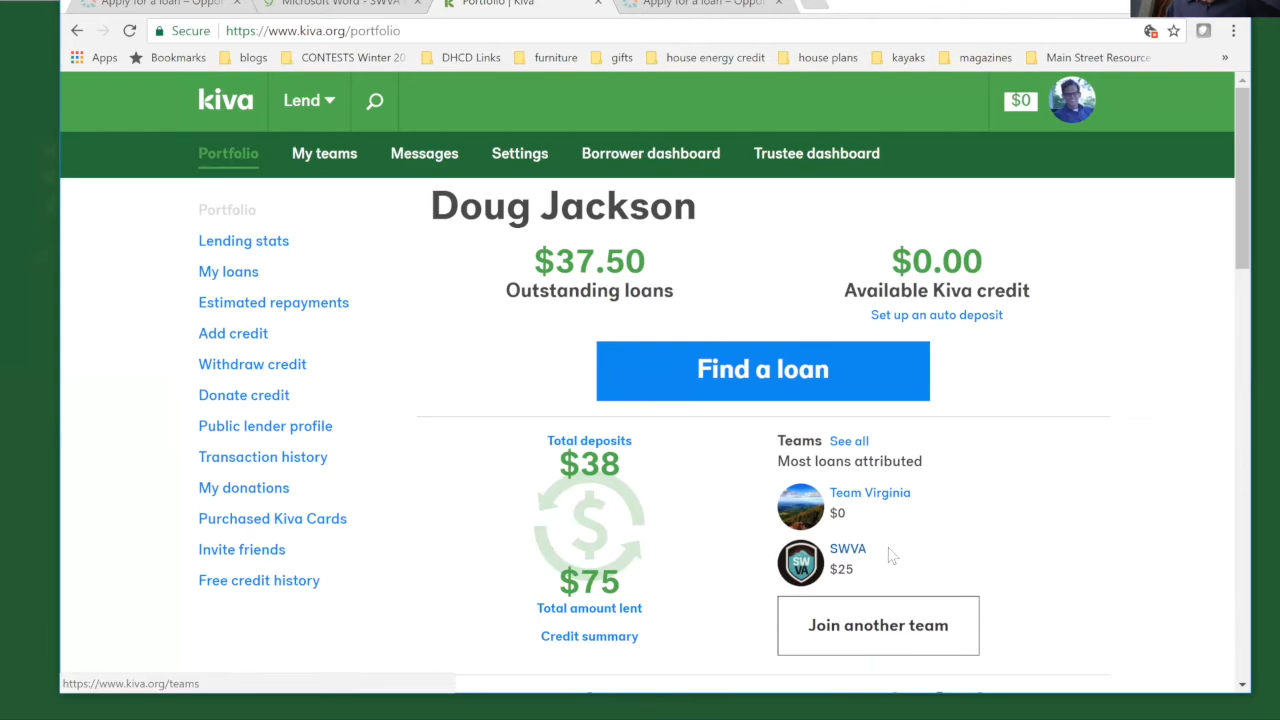 Apply for a loan – Oppor
Microsoft Word - SWVA
Portfolio | Kiva
Apply for a loan – Oppor
Secure
https://www.kiva.org/portfolio
Apps
Bookmarks
blogs
CONTESTS Winter 20
DHCD Links
furniture
gifts
house energy credit
house plans
kayaks
magazines
Main Street Resource
»
kiva
Lend
$0
Portfolio
My teams
Messages
Settings
Borrower dashboard
Trustee dashboard
Portfolio
Lending stats
My loans
Estimated repayments
Add credit
Withdraw credit
Donate credit
Public lender profile
Transaction history
My donations
Purchased Kiva Cards
Invite friends
Free credit history
Doug Jackson
$37.50
Outstanding loans
$0.00
Available Kiva credit
Set up an auto deposit
Find a loan
Total deposits
$38
$
$75
Total amount lent
Credit summary
Teams See all
Most loans attributed
Team Virginia
$0
SW
VA
SWVA
$25
Join another team
https://www.kiva.org/teams